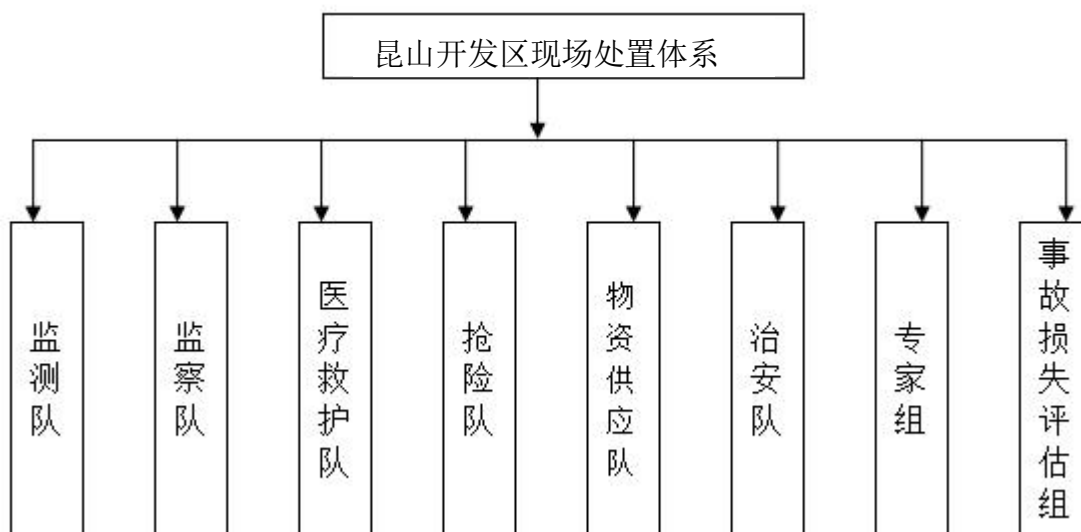 昆山开发区现场处置体系
监测队
监察队
医疗救护队
抢险队
物资供应队
治安队
专家组
事故损失评估组